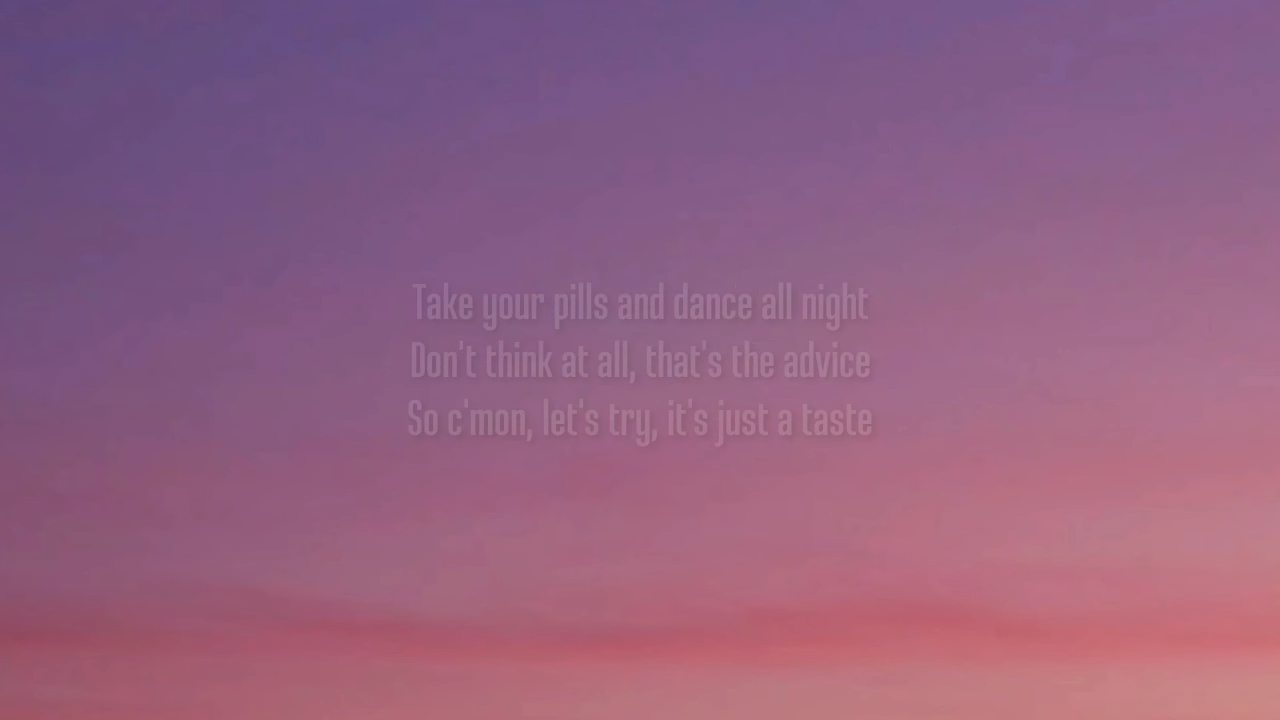 Take your pills and dance all night
Don't think at all, that's the advice
So c'mon, let's try, it's just a taste